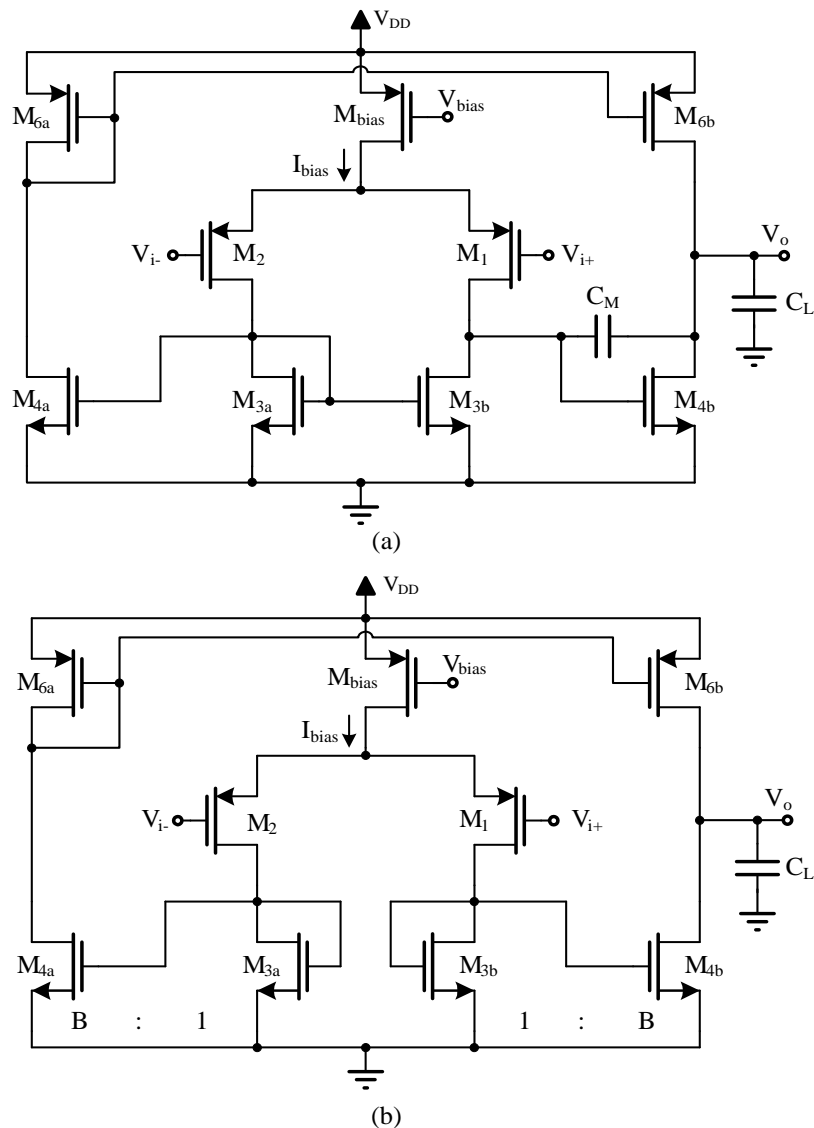 V_DD
M_6a
M_bias
V_bias
M_6b
I_bias
V_i-
M_2
M_1
V_i+
V_o
C_M
C_L
M_4a
M_3a
M_3b
M_4b
(a)
V_DD
M_6a
M_bias
V_bias
M_6b
I_bias
V_i-
M_2
M_1
V_i+
V_o
C_L
M_4a
M_3a
M_3b
M_4b
B : 1 1 : B
(b)